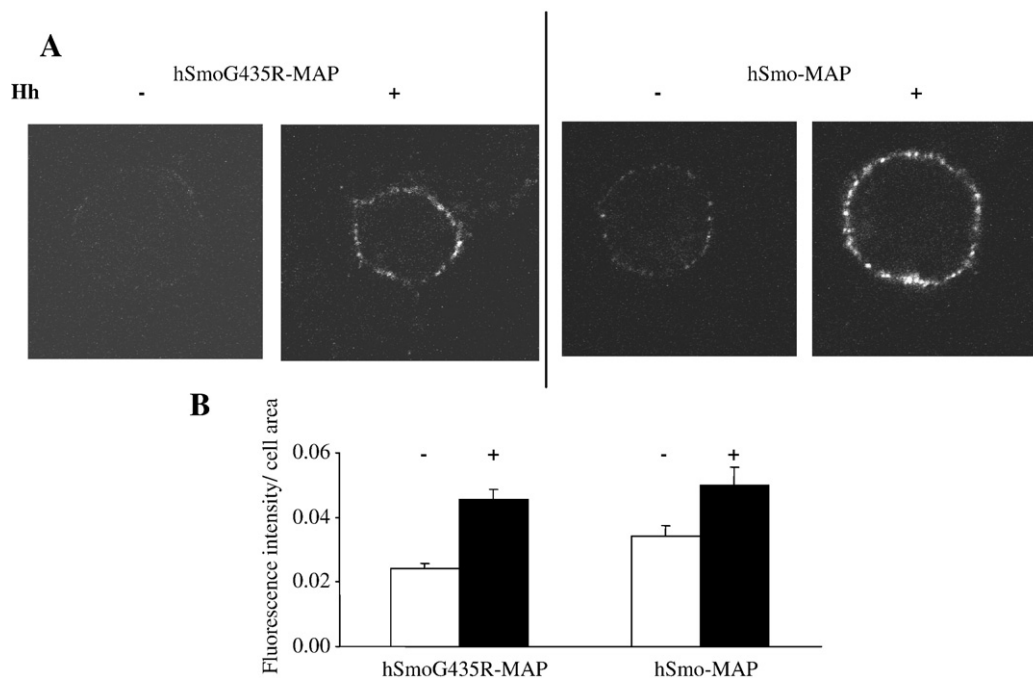 A
hSmoG435R-MAP
hSmo-MAP
Hh - + - +
B
Fluorescence intensity/ cell area
- + - +
0.06
0.04
0.02
0.00
hSmoG435R-MAP
hSmo-MAP